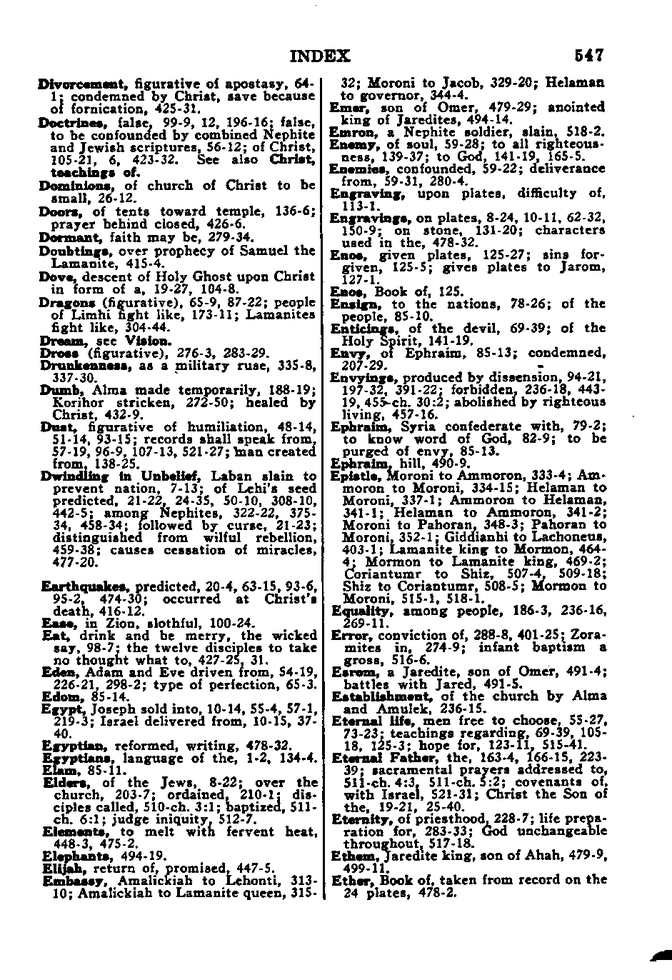 INDEX 547
Divorcement, figurative of apostasy, 64-
1; condemned by Christ, save because
of fornication, 425-31.
Doctrines, false, 99-9, 12, 196-16; false,
to be confounded by combined Nephite
and Jewish scriptures, 56-12; of Christ,
105-21, 6, 423-32. See also Christ,
teachings of.
Dominions, of church of Christ to be
small, 26-12.
Doors, of tents toward temple, 136-6;
prayer behind closed, 426-6.
Dormant, faith may be, 279-34.
Doubtings, over prophecy of Samuel the
Lamanite, 415-4.
Dove, descent of Holy Ghost upon Christ
in form of a, 19-27, 104-8.
Dragons (figurative), 65-9, 87-22; people
of Limhi fight like, 173-11; Lamanites
fight like, 304-44.
Dream, see Vision.
Dross (figurative), 276-3, 283-29.
Drunkenness, as a military ruse, 335-8,
337-30.
Dumb, Alma made temporarily, 188-19;
Korihor stricken, 272-50; healed by
Christ, 432-9.
Dust, figurative of humiliation, 48-14,
51-14, 93-15; records shall speak from,
57-19, 96-9, 107-13, 521-27; man created
from, 138-25.
Dwindling in Unbelief, Laban slain to
prevent nation, 7-13; of Lehi's seed
predicted, 21-22, 24-35, 50-10, 308-10,
442-5; among Nephites, 322-22, 375-
34, 458-34; followed by curse, 21-23;
distinguished from wilful rebellion,
459-38; causes cessation of miracles,
477-20.
Earthquakes, predicted, 20-4, 63-15, 93-6,
95-2, 474-30; occurred at Christ's
death, 416-12.
Ease, in Zion, slothful, 100-24.
Eat, drink and be merry, the wicked
say, 98-7; the twelve disciples to take
no thought what to, 427-25, 31.
Eden, Adam and Eve driven from, 54-19,
226-21, 298-2; type of perfection, 65-3.
Edom, 85-14.
Egypt, Joseph sold into, 10-14, 55-4, 57-1,
219-3; Israel delivered from, 10-15, 37-
40.
Egyptian, reformed, writing, 478-32.
Egyptians, language of the, 1-2, 134-4.
Elam, 85-11.
Elders, of the Jews, 8-22; over the
church, 203-7; ordained, 210-1; dis-
ciples called, 510-ch. 3:1; baptized, 511-
ch. 6:1; judge iniquity, 512-7.
Elements, to melt with fervent heat,
448-3, 475-2.
Elephants, 494-19.
Elijah, return of, promised, 447-5.
Embassy, Amalickiah to Lehonti, 313-
10; Amalickiah to Lamanite queen, 315-
32; Moroni to Jacob, 329-20; Helaman
to governor, 344-4.
Emer, son of Omer, 479-29; anointed
king of Jaredites, 494-14.
Emron, a Nephite soldier, slain, 518-2.
Enemy, of soul, 59-28; to all righteous-
ness, 139-37; to God, 141-19, 165-5.
Enemies, confounded, 59-22; deliverance
from, 59-31, 280-4.
Engraving, upon plates, difficulty of,
113-1.
Engravings, on plates, 8-24, 10-11, 62-32,
150-9; on stone, 131-20; characters
used in the, 478-32.
Enos, given plates, 125-27; sins for-
given, 125-5; gives plates to Jarom,
127-1.
Enos, Book of, 125.
Ensign, to the nations, 78-26; of the
people, 85-10.
Enticings, of the devil, 69-39; of the
Holy Spirit, 141-19.
Envy, of Ephraim, 85-13; condemned,
207-29.
Envyings, produced by dissension, 94-21,
197-32, 391-22; forbidden, 236-18, 443-
19, 455-ch. 30:2; abolished by righteous
living, 457-16.
Ephraim, Syria confederate with, 79-2;
to know word of God, 82-9; to be
purged of envy, 85-13.
Ephraim, hill, 490-9.
Epistle, Moroni to Ammoron, 333-4; Am-
moron to Moroni, 334-15; Helaman to
Moroni, 337-1; Ammoron to Helaman,
341-1; Helaman to Ammoron, 341-2;
Moroni to Pahoran, 348-3; Pahoran to
Moroni, 352-1; Giddianhi to Lachoneus,
403-1; Lamanite king to Mormon, 464-
4; Mormon to Lamanite king, 469-2;
Coriantumr to Shiz, 507-4, 509-18;
Shiz to Coriantumr, 508-5; Mormon to
Moroni, 515-1, 518-1.
Equality, among people, 186-3, 236-16,
269-11.
Error, conviction of, 288-8, 401-25; Zora-
mites in, 274-9; infant baptism a
gross, 516-6.
Esrom, a Jaredite, son of Omer, 491-4;
battles with Jared, 491-5.
Establishment, of the church by Alma
and Amulek, 236-15.
Eternal life, men free to choose, 55-27,
73-23; teachings regarding, 69-39, 105-
18, 125-3; hope for, 123-11, 515-41.
Eternal Father, the, 163-4, 166-15, 223-
39; sacramental prayers addressed to,
511-ch. 4:3, 511-ch. 5:2; covenants of,
with Israel, 521-31; Christ the Son of
the, 19-21, 25-40.
Eternity, of priesthood, 228-7; life prepa-
ration for, 283-33; God unchangeable
throughout, 517-18.
Ethem, Jaredite king, son of Ahah, 479-9,
499-11.
Ether, Book of, taken from record on the
24 plates, 478-2.